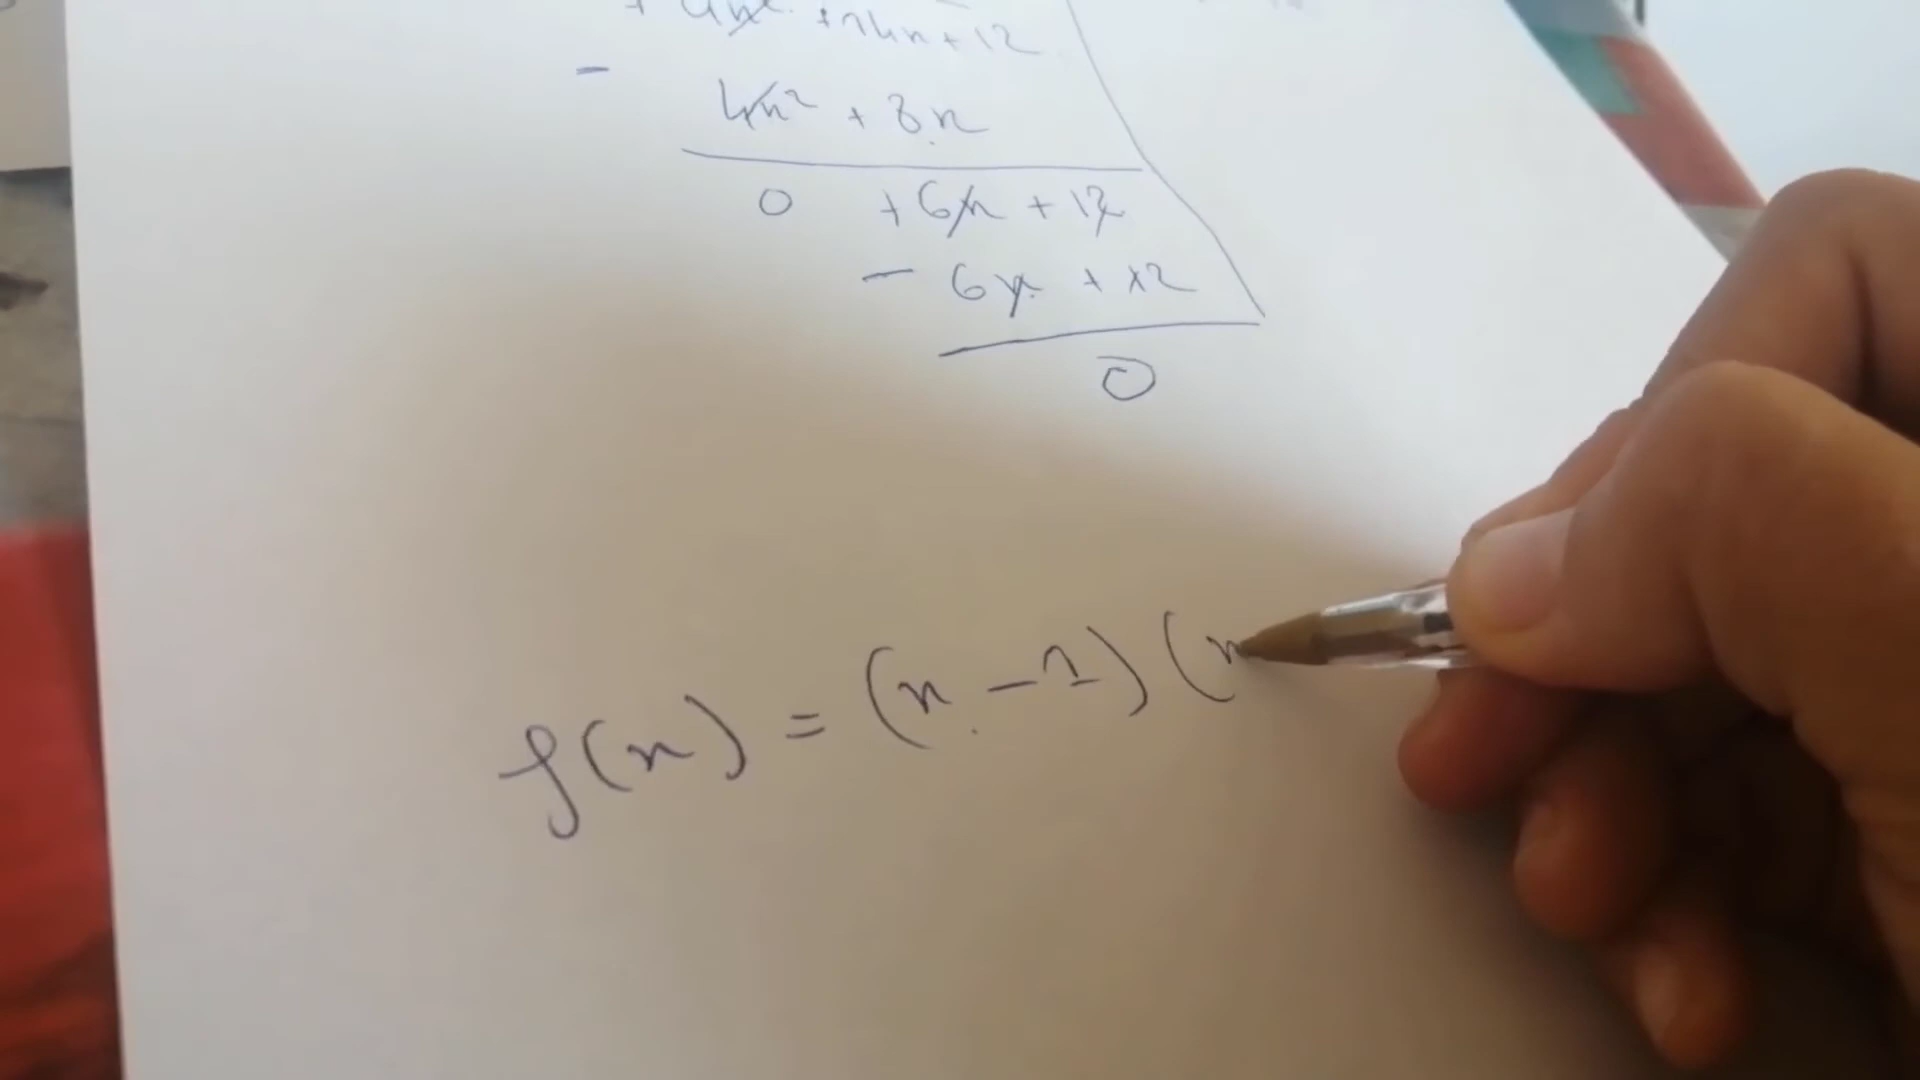 + 4x² + 14x + 12
-
4x² + 8x
0 + 6x + 12
- 6x + 12
0
f(x) = (x - 1) (x